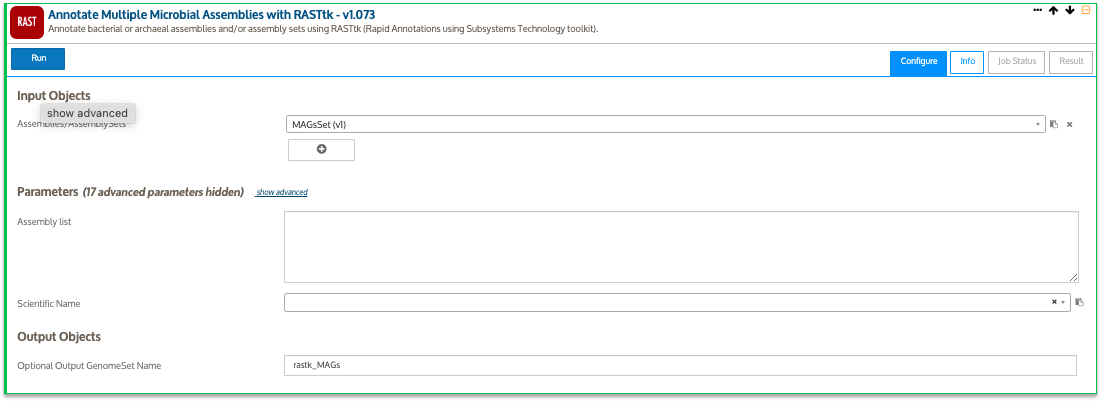 RAST
Annotate Multiple Microbial Assemblies with RASTtk - v1.073
Annotate bacterial or archaeal assemblies and/or assembly sets using RASTtk (Rapid Annotations using Subsystems Technology toolkit).
Run
Configure
Info
Job Status
Result
Input Objects
show advanced
Assemblies/AssemblySets
MAGsSet (v1)
Parameters (17 advanced parameters hidden) show advanced
Assembly list
Scientific Name
Output Objects
Optional Output GenomeSet Name
rastk_MAGs